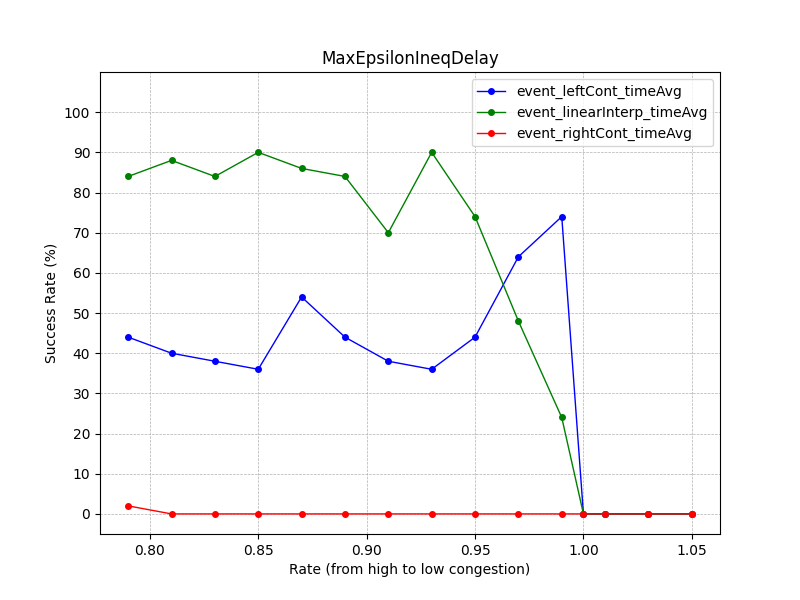 MaxEpsilonIneqDelay
event_leftCont_timeAvg
event_linearInterp_timeAvg
event_rightCont_timeAvg
Success Rate (%)
100
90
80
70
60
50
40
30
20
10
0
0.80
0.85
0.90
0.95
1.00
1.05
Rate (from high to low congestion)